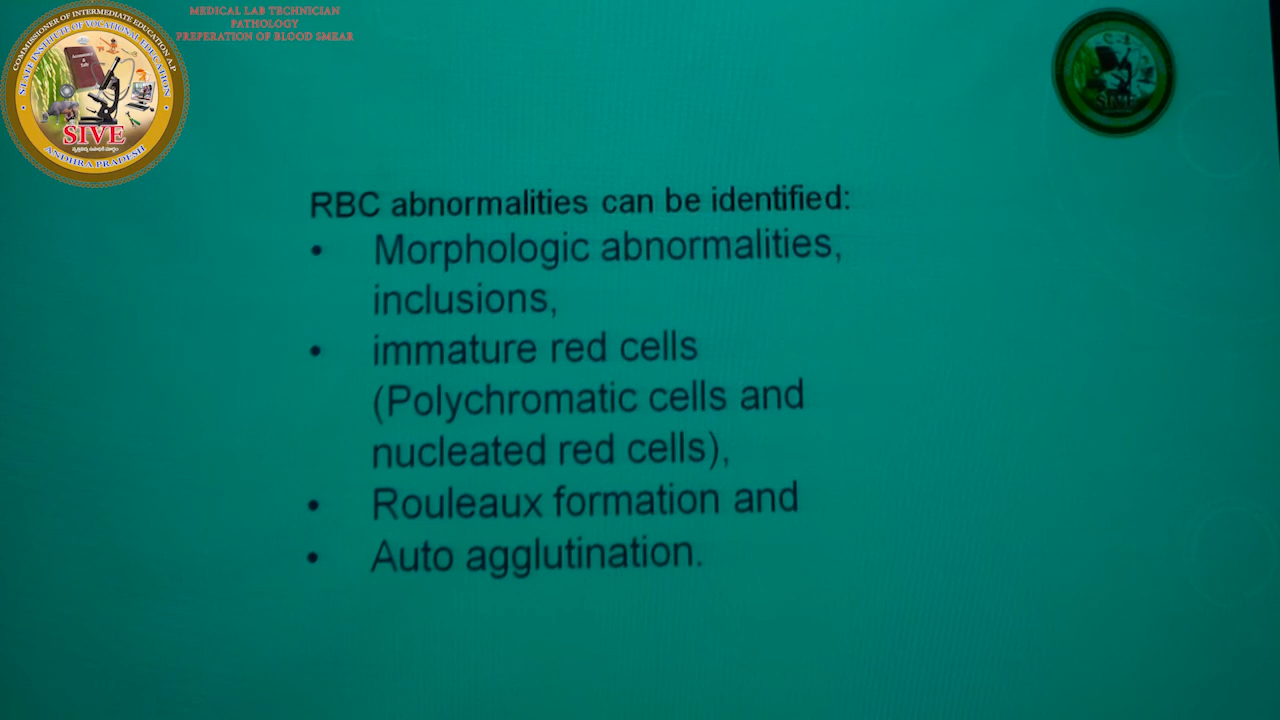 COMMISSIONER OF INTERMEDIATE EDUCATION A.P
STATE INSTITUTE OF VOCATIONAL EDUCATION
SIVE
ANDHRA PRADESH
MEDICAL LAB TECHNICIAN
PATHOLOGY
PREPERATION OF BLOOD SMEAR
SIVE
RBC abnormalities can be identified:
• Morphologic abnormalities,
inclusions,
• immature red cells
(Polychromatic cells and
nucleated red cells),
• Rouleaux formation and
• Auto agglutination.